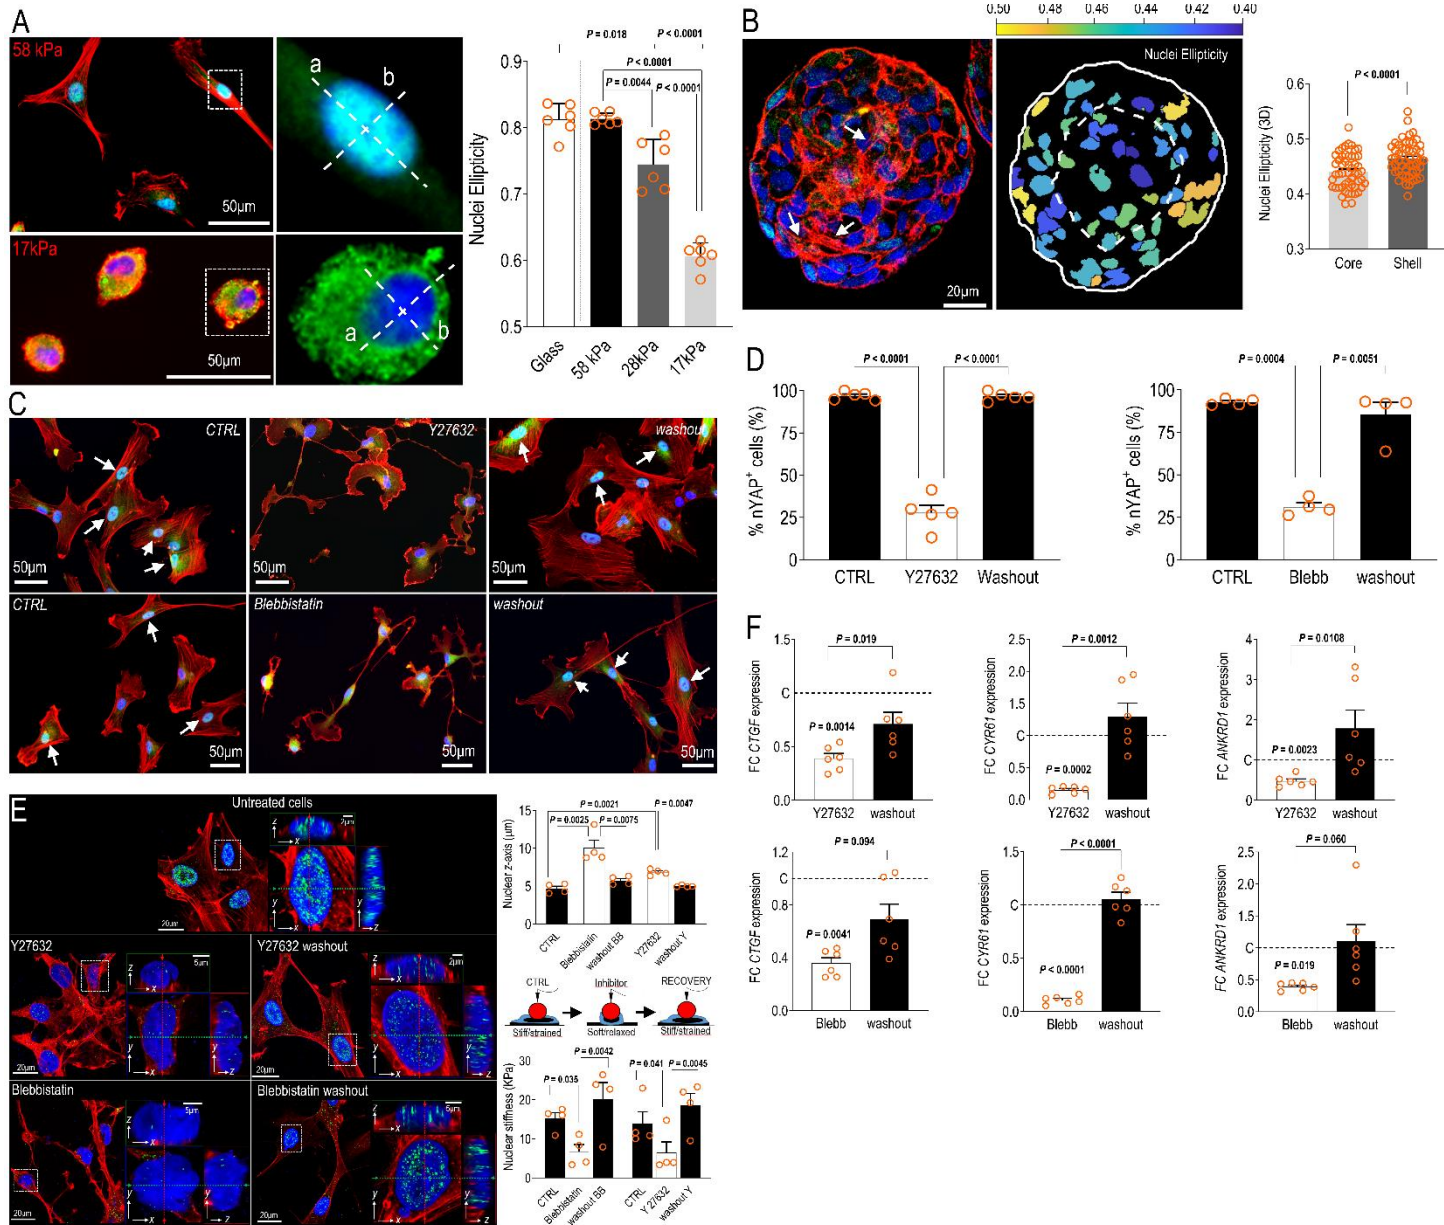 A
58 kPa
50µm
a
b
17kPa
50µm
a
b
P = 0.018
P < 0.0001
P < 0.0001
P = 0.0044
P < 0.0001
Nuclei Ellipticity
0.9
0.8
0.7
0.6
0.5
Glass
58 kPa
28kPa
17kPa
B
0.50
0.48
0.46
0.44
0.42
0.40
Nuclei Ellipticity
20µm
P < 0.0001
Nuclei Ellipticity (3D)
0.6
0.5
0.4
0.3
Core
Shell
C
CTRL
50µm
Y27632
50µm
washout
50µm
CTRL
50µm
Blebbistatin
50µm
washout
50µm
D
P < 0.0001
P < 0.0001
% nYAP+ cells (%)
100
75
50
25
0
CTRL
Y27632
Washout
P = 0.0004
P = 0.0051
% nYAP+ cells (%)
100
75
50
25
0
CTRL
Blebb
washout
E
Untreated cells
20µm
z
x
2µm
y
x
y
z
Y27632
20µm
z
x
5µm
y
x
y
z
Y27632 washout
20µm
z
x
2µm
y
x
y
z
Blebbistatin
20µm
z
x
5µm
y
x
y
z
Blebbistatin washout
20µm
z
x
5µm
y
x
y
z
P = 0.0021
P = 0.0047
P = 0.0025
P = 0.0075
Nuclear z-axis (µm)
15
10
5
0
CTRL
Blebbistatin
washout BB
Y27632
washout Y
CTRL
Inhibitor
RECOVERY
Stiff/strained
Soft/relaxed
Stiff/strained
P = 0.0042
P = 0.035
P = 0.041
P = 0.0045
Nuclear stiffness (KPa)
30
20
10
0
CTRL
Blebbistatin
washout BB
CTRL
Y 27632
washout Y
F
P = 0.019
FC CTGF expression
1.5
C
0.5
0.0
P = 0.0014
Y27632
washout
P = 0.0012
FC CYR61 expression
2.5
2.0
1.5
C
0.5
0.0
P = 0.0002
Y27632
washout
P = 0.0108
FC ANKRD1 expression
4
3
2
C
0
P = 0.0023
Y27632
washout
P = 0.094
FC CTGF expression
1.2
C
0.8
0.4
0.0
P = 0.0041
Blebb
washout
P < 0.0001
FC CYR61 expression
1.5
C
0.5
0.0
P < 0.0001
Blebb
washout
P = 0.060
FC ANKRD1 expression
2.5
2.0
1.5
C
0.5
0.0
P = 0.019
Blebb
washout